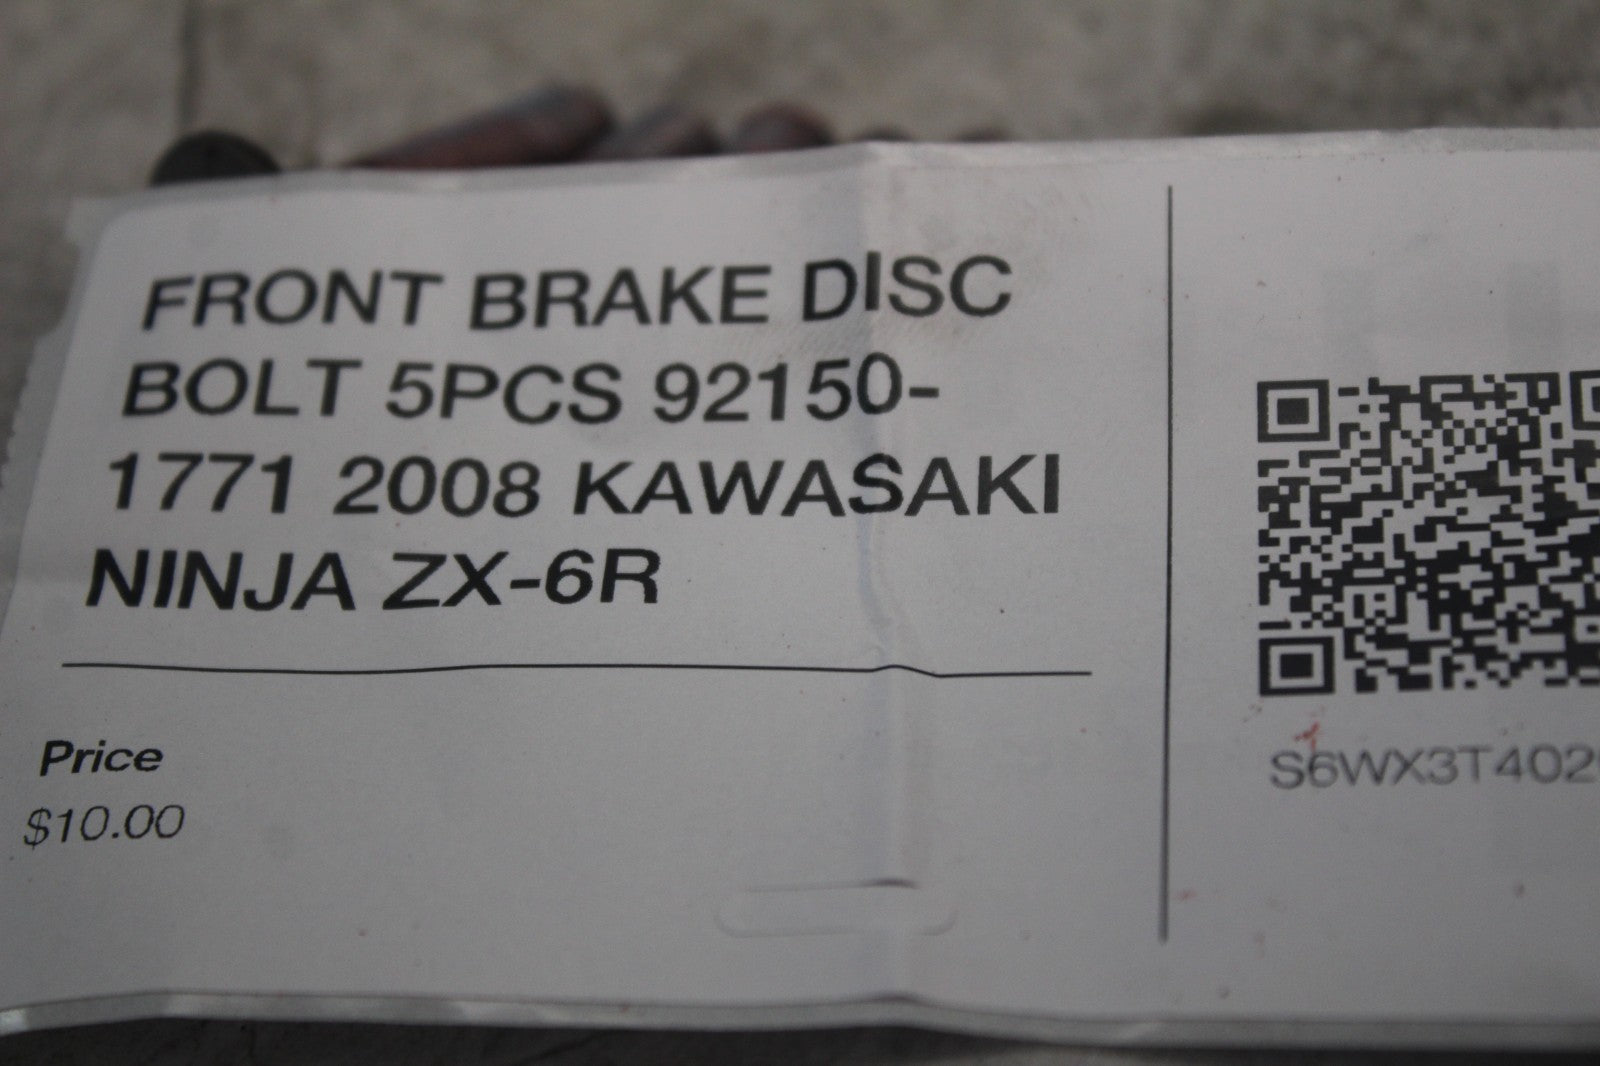 FRONT BRAKE DISC
BOLT 5PCS 92150-
1771 2008 KAWASAKI
NINJA ZX-6R
Price
$10.00